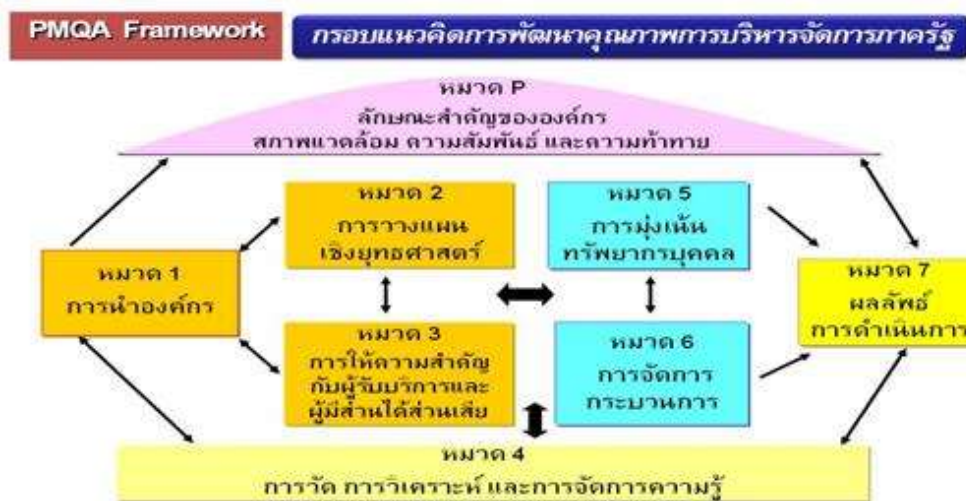 PMQA Framework
กรอบแนวคิดการพัฒนาคุณภาพการบริหารจัดการภาครัฐ
หมวด P
ลักษณะสำคัญขององค์กร
สภาพแวดล้อม ความสัมพันธ์ และความท้าทาย
หมวด 1
การนำองค์กร
หมวด 2
การวางแผน
เชิงยุทธศาสตร์
หมวด 3
การให้ความสำคัญ
กับผู้รับบริการและ
ผู้มีส่วนได้ส่วนเสีย
หมวด 5
การมุ่งเน้น
ทรัพยากรบุคคล
หมวด 6
การจัดการ
กระบวนการ
หมวด 7
ผลลัพธ์
การดำเนินการ
หมวด 4
การวัด การวิเคราะห์ และการจัดการความรู้